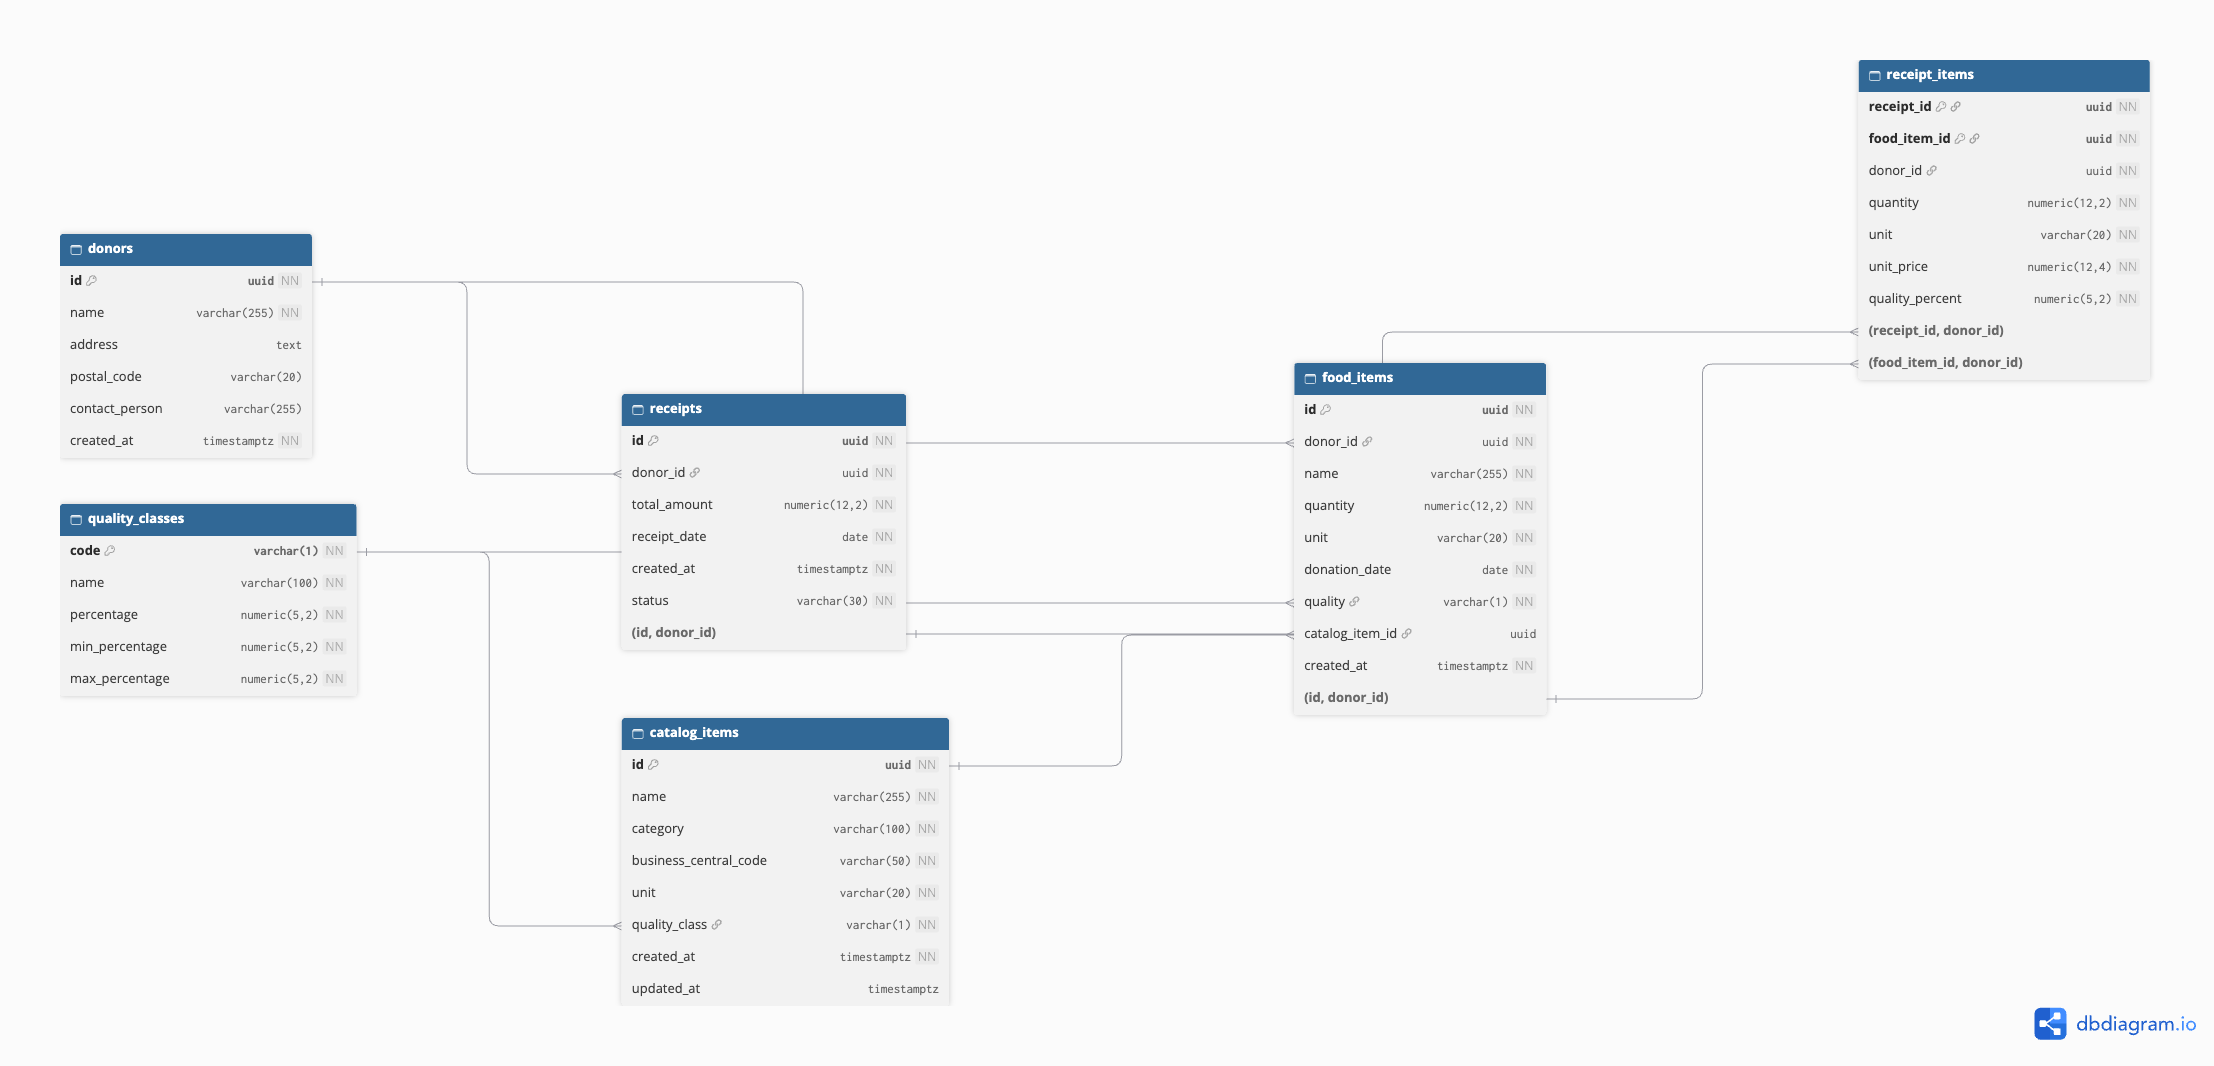 donors
id uuid NN
name varchar(255) NN
address text
postal_code varchar(20)
contact_person varchar(255)
created_at timestamptz NN
quality_classes
code varchar(1) NN
name varchar(100) NN
percentage numeric(5,2) NN
min_percentage numeric(5,2) NN
max_percentage numeric(5,2) NN
receipts
id uuid NN
donor_id uuid NN
total_amount numeric(12,2) NN
receipt_date date NN
created_at timestamptz NN
status varchar(30) NN
(id, donor_id)
catalog_items
id uuid NN
name varchar(255) NN
category varchar(100) NN
business_central_code varchar(50) NN
unit varchar(20) NN
quality_class varchar(1) NN
created_at timestamptz NN
updated_at timestamptz
food_items
id uuid NN
donor_id uuid NN
name varchar(255) NN
quantity numeric(12,2) NN
unit varchar(20) NN
donation_date date NN
quality varchar(1) NN
catalog_item_id uuid
created_at timestamptz NN
(id, donor_id)
receipt_items
receipt_id uuid NN
food_item_id uuid NN
donor_id uuid NN
quantity numeric(12,2) NN
unit varchar(20) NN
unit_price numeric(12,4) NN
quality_percent numeric(5,2) NN
(receipt_id, donor_id)
(food_item_id, donor_id)
dbdiagram.io